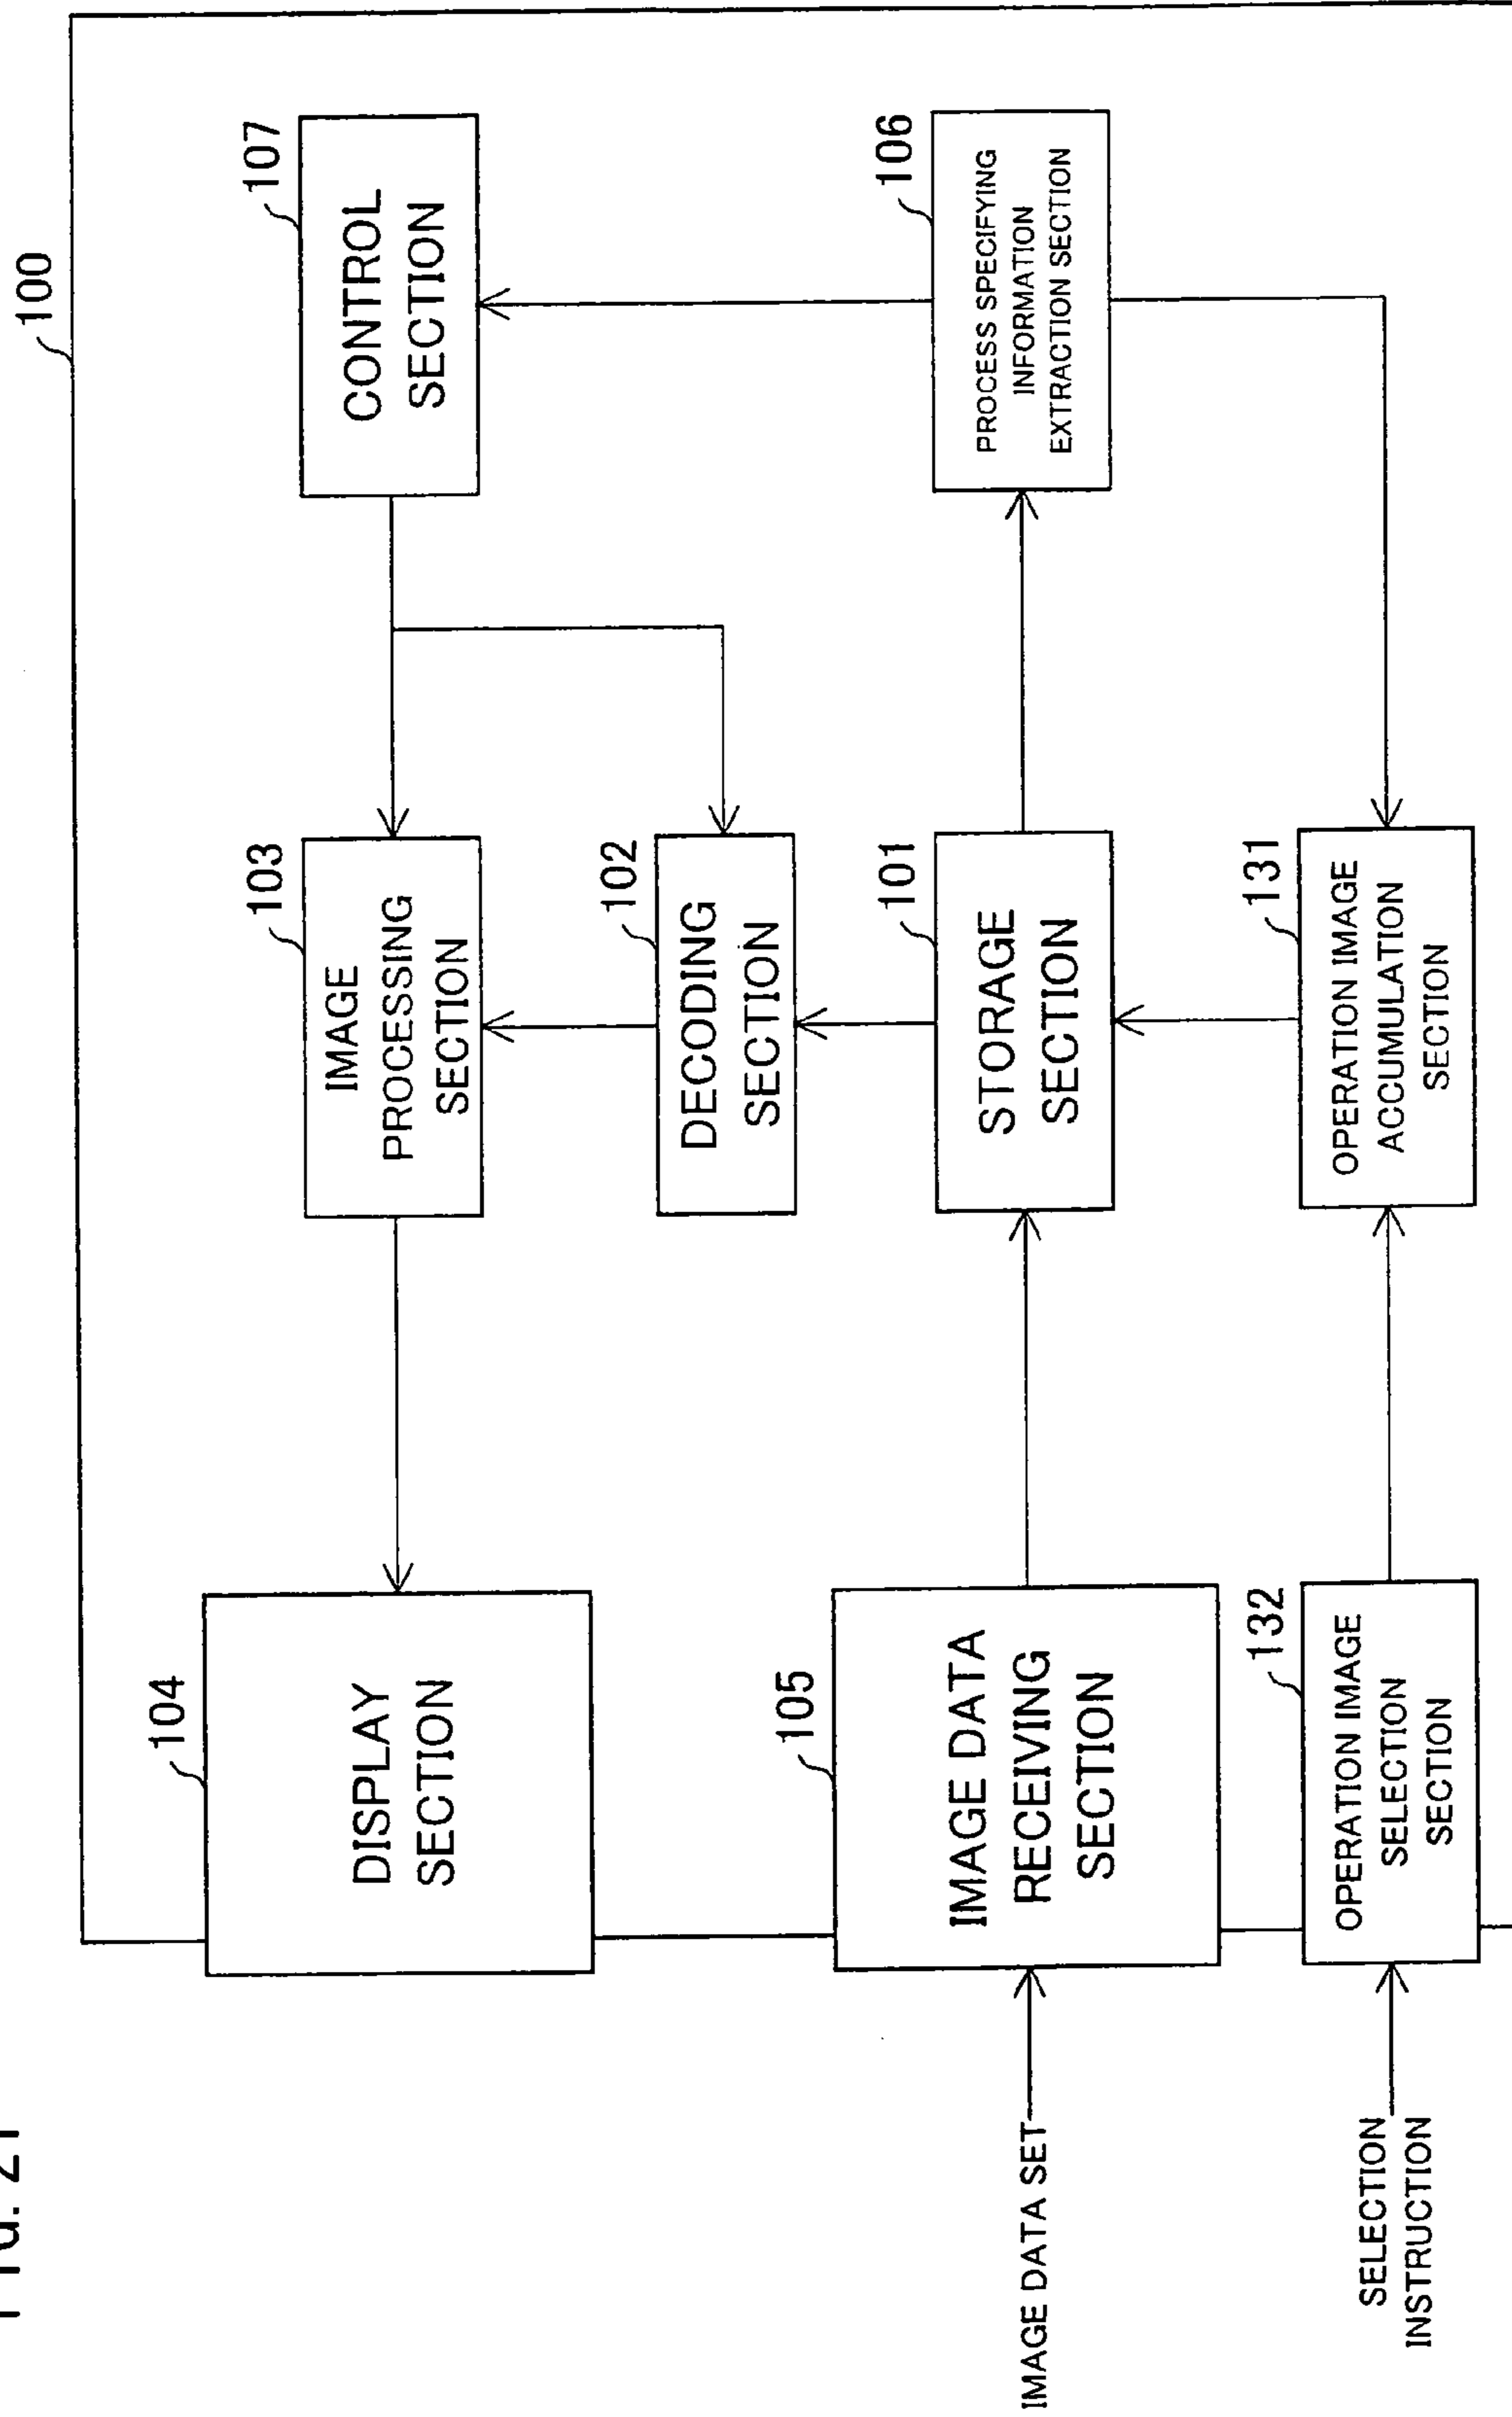 FIG. 21
100
104
DISPLAY
SECTION
103
IMAGE
PROCESSING
SECTION
107
CONTROL
SECTION
102
DECODING
SECTION
IMAGE DATA SET
105
IMAGE DATA
RECEIVING
SECTION
101
STORAGE
SECTION
106
PROCESS SPECIFYING
INFORMATION
EXTRACTION SECTION
SELECTION
INSTRUCTION
132
OPERATION IMAGE
SELECTION
SECTION
131
OPERATION IMAGE
ACCUMULATION
SECTION